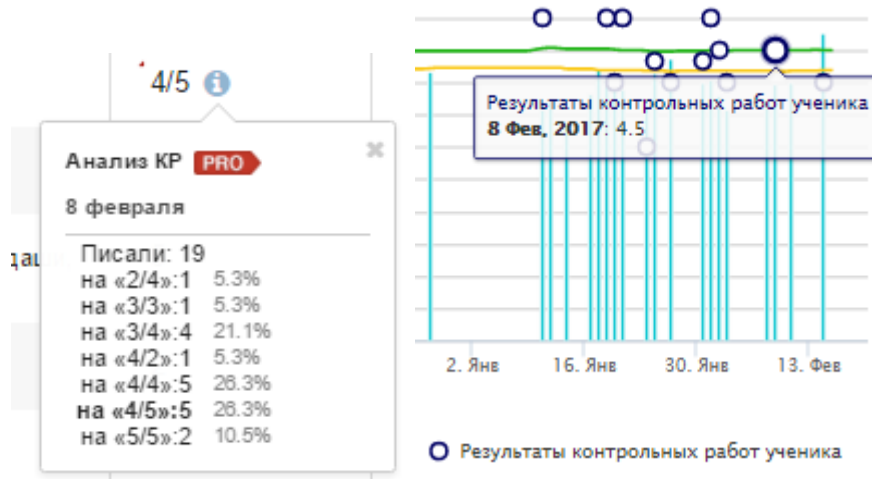 4/5
Анализ КР PRO
8 февраля
Писали: 19
на «2/4»:1 5.3%
на «3/3»:1 5.3%
на «3/4»:4 21.1%
на «4/2»:1 5.3%
на «4/4»:5 26.3%
на «4/5»:5 26.3%
на «5/5»:2 10.5%
Результаты контрольных работ ученика
8 Фев, 2017: 4.5
2. Янв 16. Янв 30. Янв 13. Фев
Результаты контрольных работ ученика